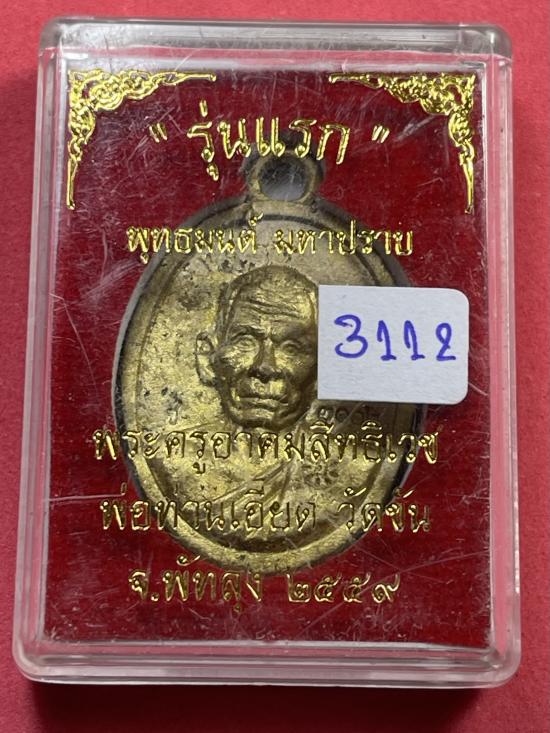 " รุ่นแรก "
พุทธมนต์ มหาปราบ
3112
พระครูอาคมสิทธิเวช
พ่อท่านเอียด วัดชัน
จ.พัทลุง ๒๕๕๙